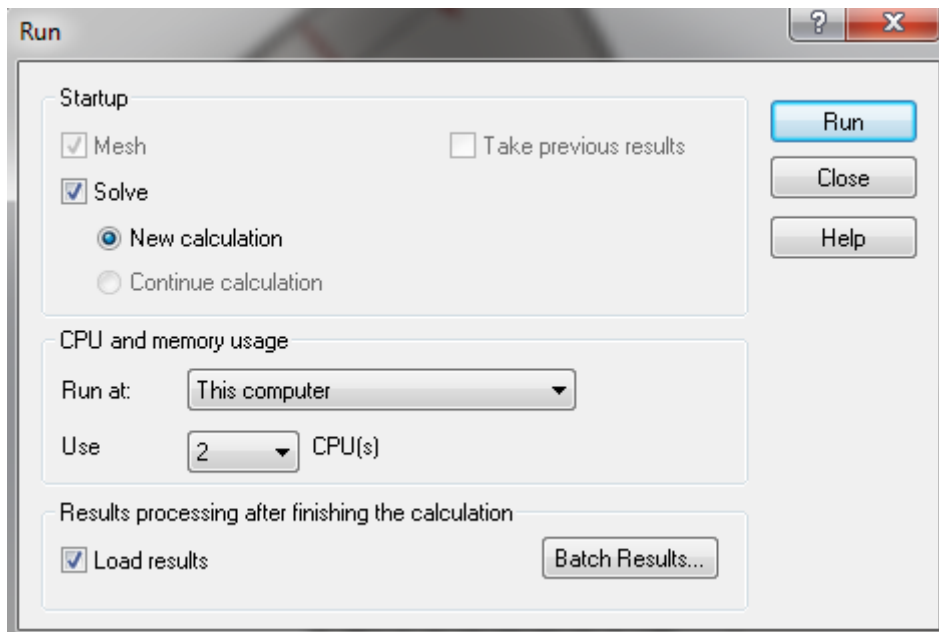 Run
?
X
Startup
Mesh
Take previous results
Solve
New calculation
Continue calculation
CPU and memory usage
Run at: This computer
Use 2 CPU(s)
Results processing after finishing the calculation
Load results
Batch Results...
Run
Close
Help